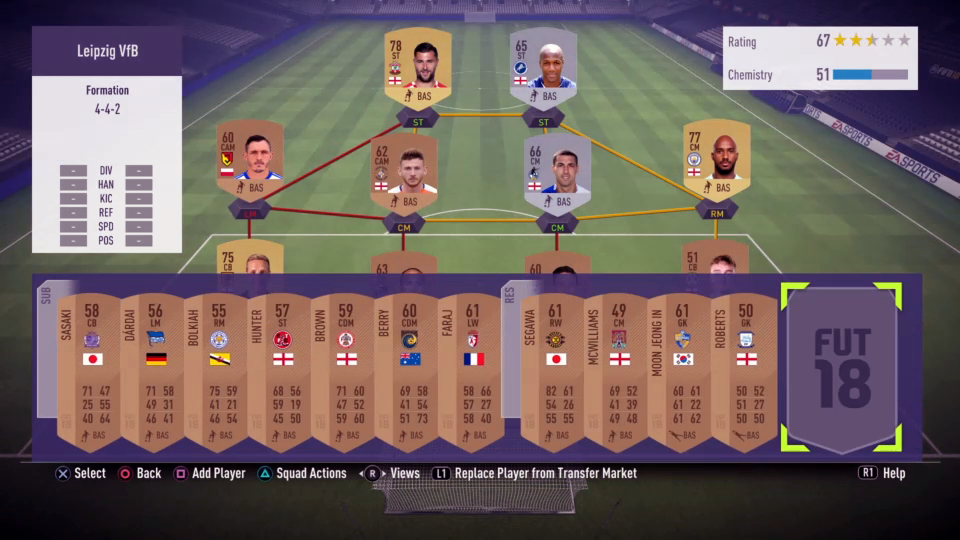 Leipzig VfB
Formation
4-4-2
- DIV -
- HAN -
- KIC -
- REF -
- SPD -
- POS -
Rating 67
Chemistry 51
78
ST
BAS
ST
65
ST
BAS
ST
60
CAM
BAS
LM
62
CAM
BAS
CM
66
CM
BAS
CM
77
CM
BAS
RM
EA SPORTS
EA SPORTS
75
CB
63
60
51
CB
SUB
SASAKI
58
CB
71 47
25 55
40 64
BAS
DÁRDAI
56
LM
71 58
49 31
46 41
BAS
BOLKIAH
55
RM
75 59
41 21
46 54
BAS
HUNTER
57
ST
68 56
59 19
45 50
BAS
BROWN
59
CDM
71 60
47 52
59 60
BAS
BERRY
60
CDM
69 58
41 54
51 73
BAS
FARAJ
61
LW
58 66
57 27
58 40
BAS
RES
SEGAWA
61
RW
82 61
54 26
55 55
BAS
MCWILLIAMS
49
CM
69 52
41 39
49 48
BAS
MOON JEONG IN
61
GK
60 61
61 22
61 62
BAS
ROBERTS
50
GK
50 52
50 27
50 50
BAS
FUT
18
Select
Back
Add Player
Squad Actions
R Views
L1 Replace Player from Transfer Market
R1 Help